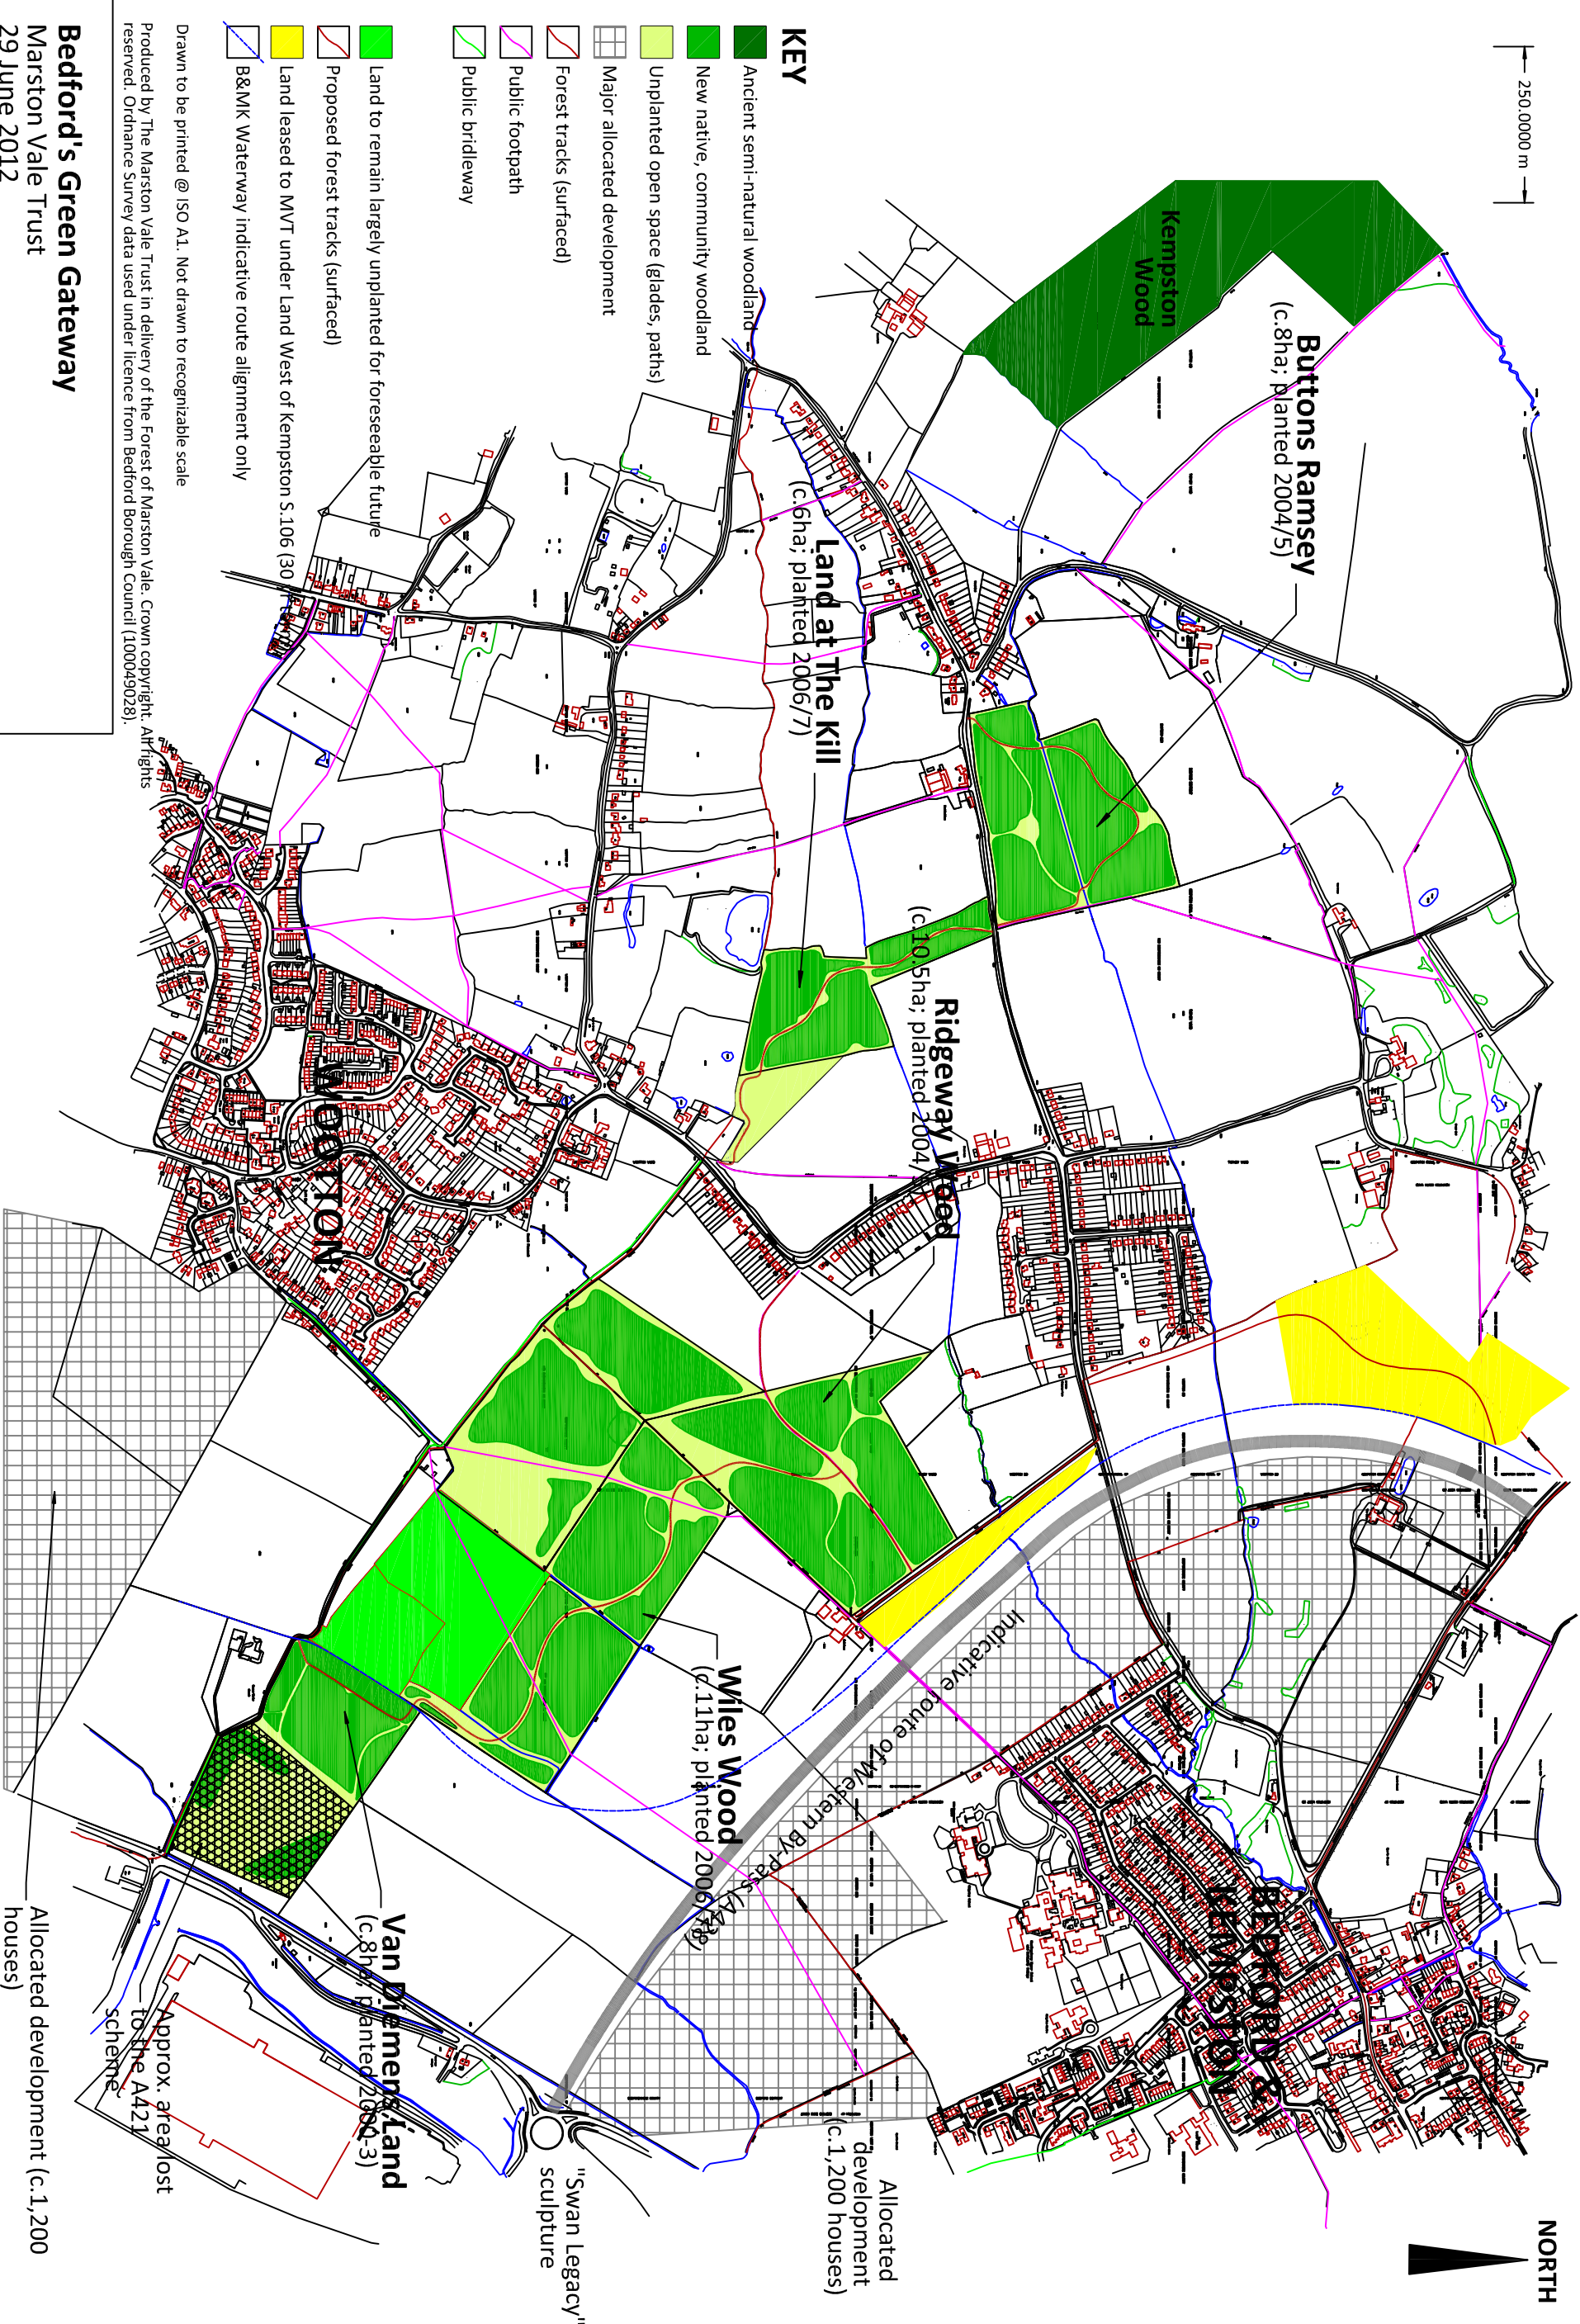 250.0000 m
KEY
Ancient semi-natural woodland
New native, community woodland
Unplanted open space (glades, paths)
Major allocated development
Forest tracks (surfaced)
Public footpath
Public bridleway
Land to remain largely unplanted for foreseeable future
Proposed forest tracks (surfaced)
Land leased to MVT under Land West of Kempston S.106 (30
B&MK Waterway indicative route alignment only
Drawn to be printed @ ISO A1. Not drawn to recognizable scale
Produced by The Marston Vale Trust in delivery of the Forest of Marston Vale. Crown copyright. All rights
reserved. Ordnance Survey data used under licence from Bedford Borough Council (100049028).
Bedford's Green Gateway
Marston Vale Trust
29 June 2012
Kempston
Wood
Buttons Ramsey
(c.8ha; planted 2004/5)
Land at The Kill
(c.6ha; planted 2006/7)
Ridgeway Wood
(c.10.5ha; planted 2004/
WOOTTON
Wiles Wood
(c.11ha; planted 2006/
Indicative route of Western By-Pass (A
BEDFORD &
KEMPSTON
Van Diemens Land
(c.8ha; planted
Approx. area lost
to the A421
scheme
Allocated development (c.1,200
houses)
"Swan Legacy"
sculpture
Allocated
development
(c.1,200 houses)
NORTH